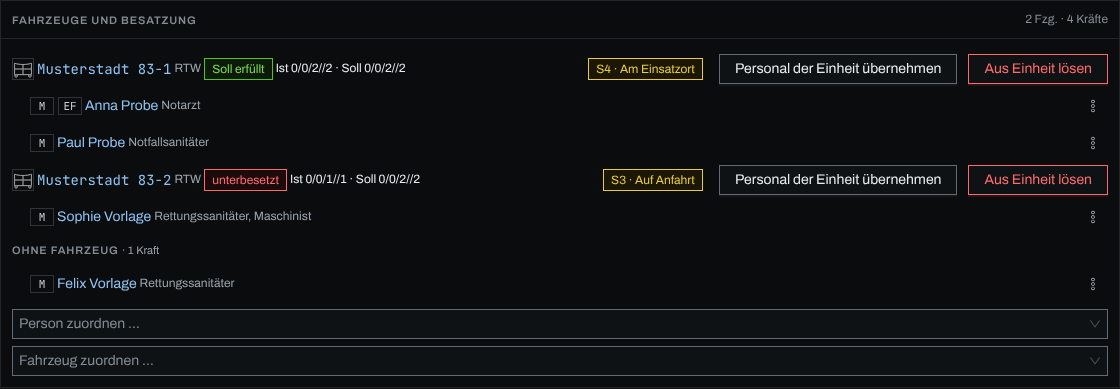 FAHRZEUGE UND BESATZUNG 2 Fzg. · 4 Kräfte
Musterstadt 83-1 RTW Soll erfüllt Ist 0/0/2//2 · Soll 0/0/2//2 S4 · Am Einsatzort Personal der Einheit übernehmen Aus Einheit lösen
M EF Anna Probe Notarzt
M Paul Probe Notfallsanitäter
Musterstadt 83-2 RTW unterbesetzt Ist 0/0/1//1 · Soll 0/0/2//2 S3 · Auf Anfahrt Personal der Einheit übernehmen Aus Einheit lösen
M Sophie Vorlage Rettungssanitäter, Maschinist
OHNE FAHRZEUG · 1 Kraft
M Felix Vorlage Rettungssanitäter
Person zuordnen ...
Fahrzeug zuordnen ...